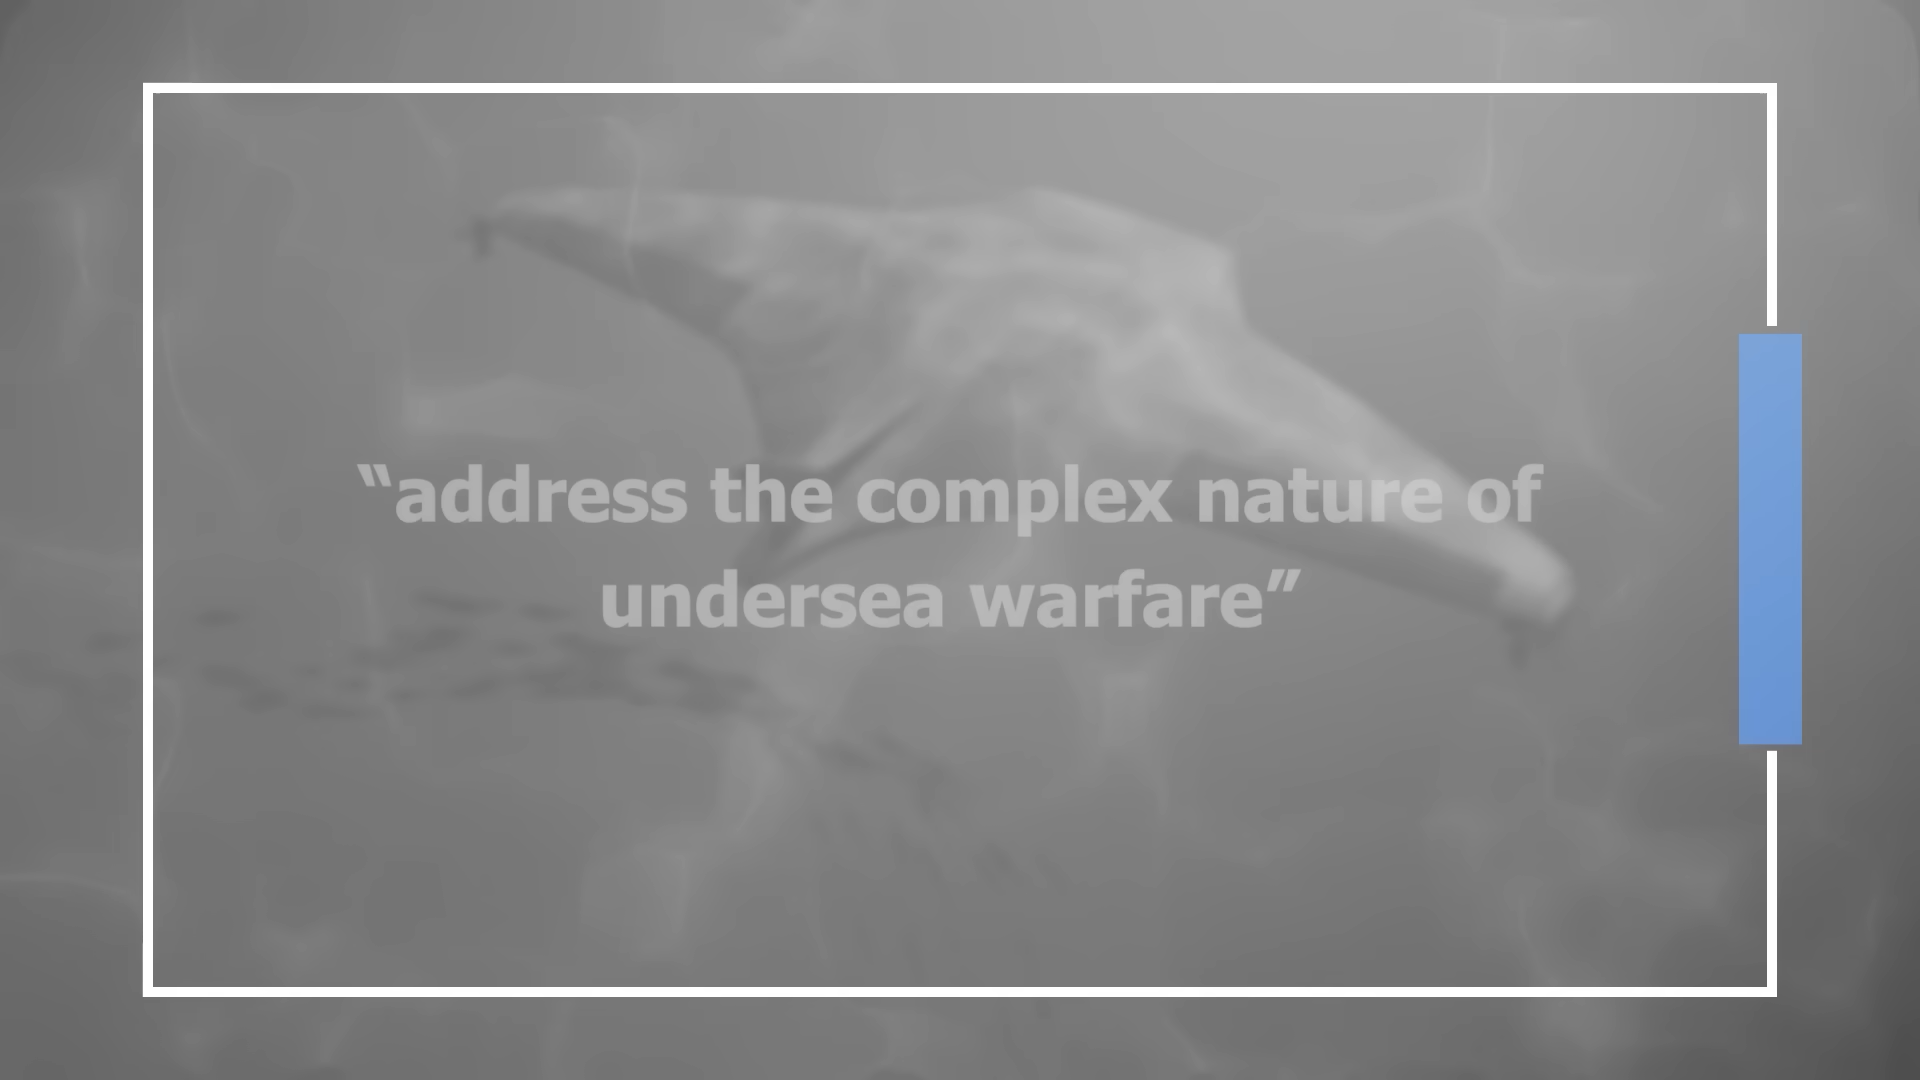 “address the complex nature of
undersea warfare”